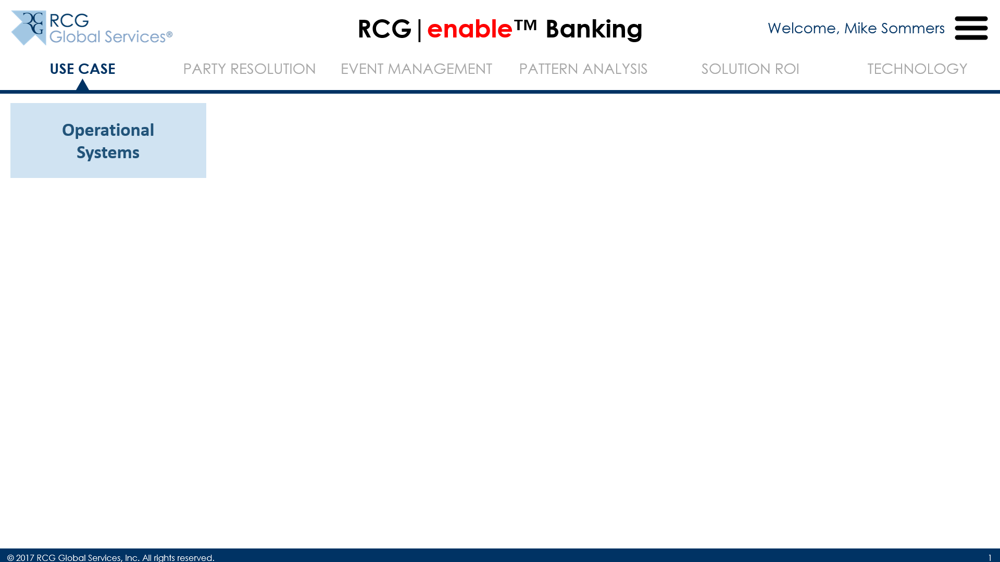 RCG
Global Services®
RCG|enable™ Banking
Welcome, Mike Sommers
USE CASE
PARTY RESOLUTION
EVENT MANAGEMENT
PATTERN ANALYSIS
SOLUTION ROI
TECHNOLOGY
Operational
Systems
© 2017 RCG Global Services, Inc. All rights reserved.
1